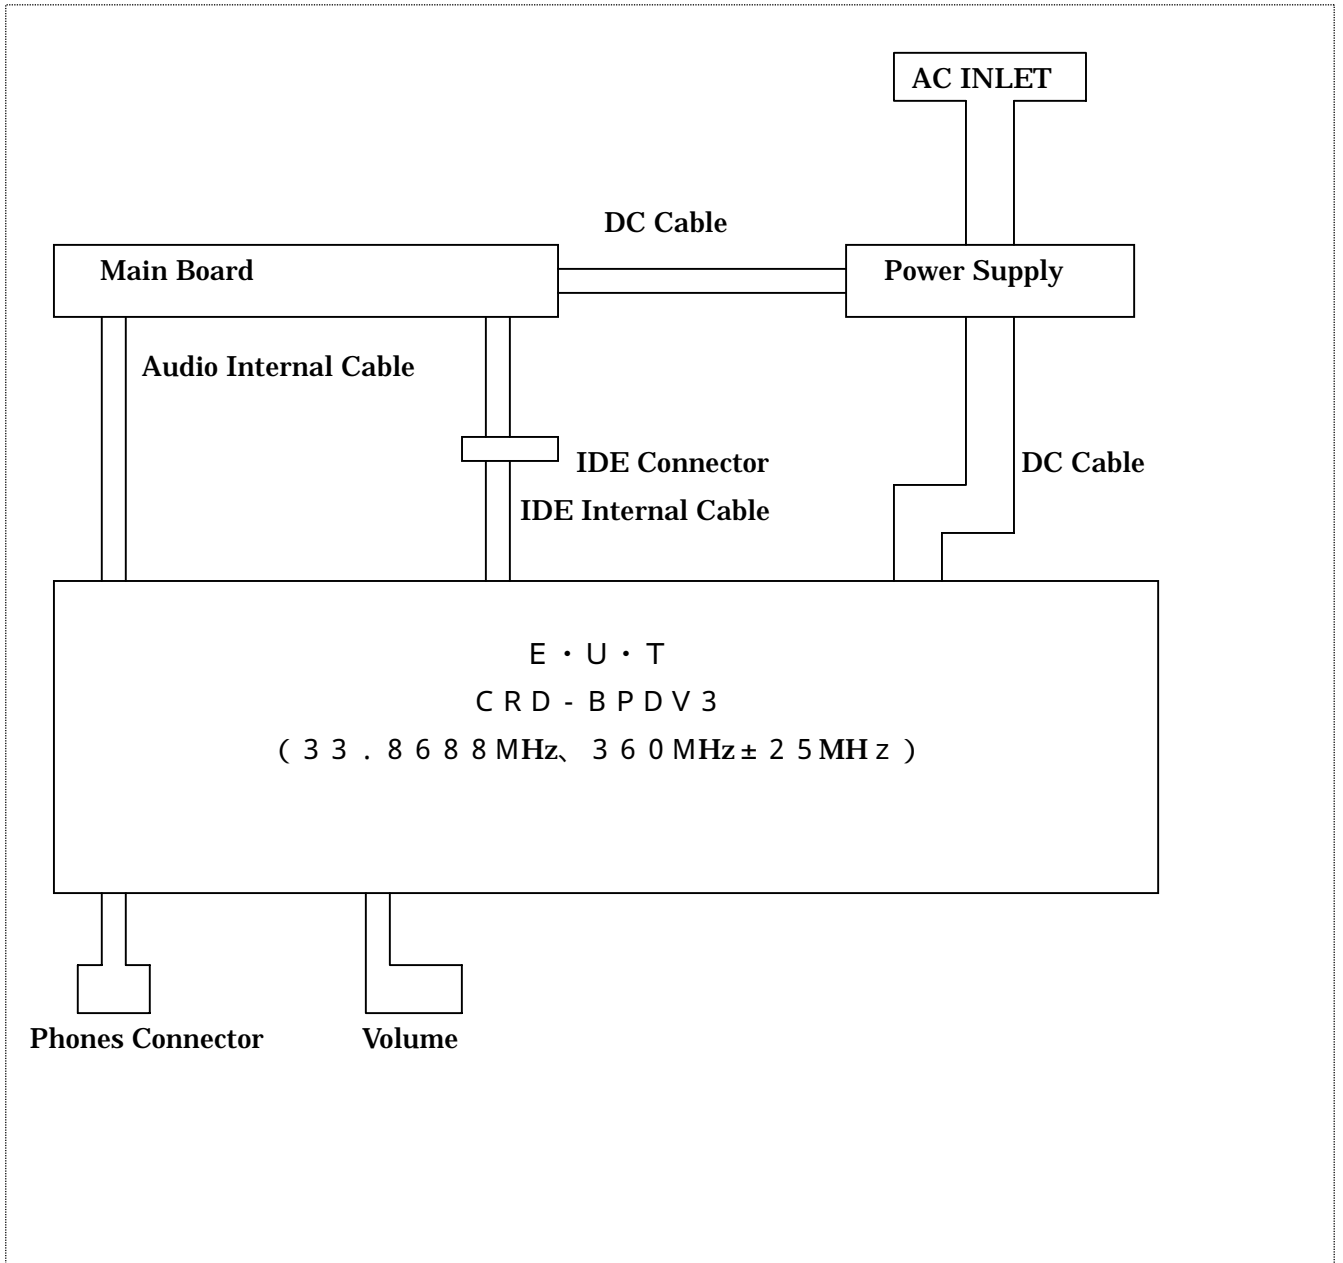 AC INLET
DC Cable
Main Board
Power Supply
Audio Internal Cable
IDE Connector
DC Cable
IDE Internal Cable
E・U・T
CRD-BPDV3
(33.8688MHz、360MHz±25MHz)
Phones Connector
Volume